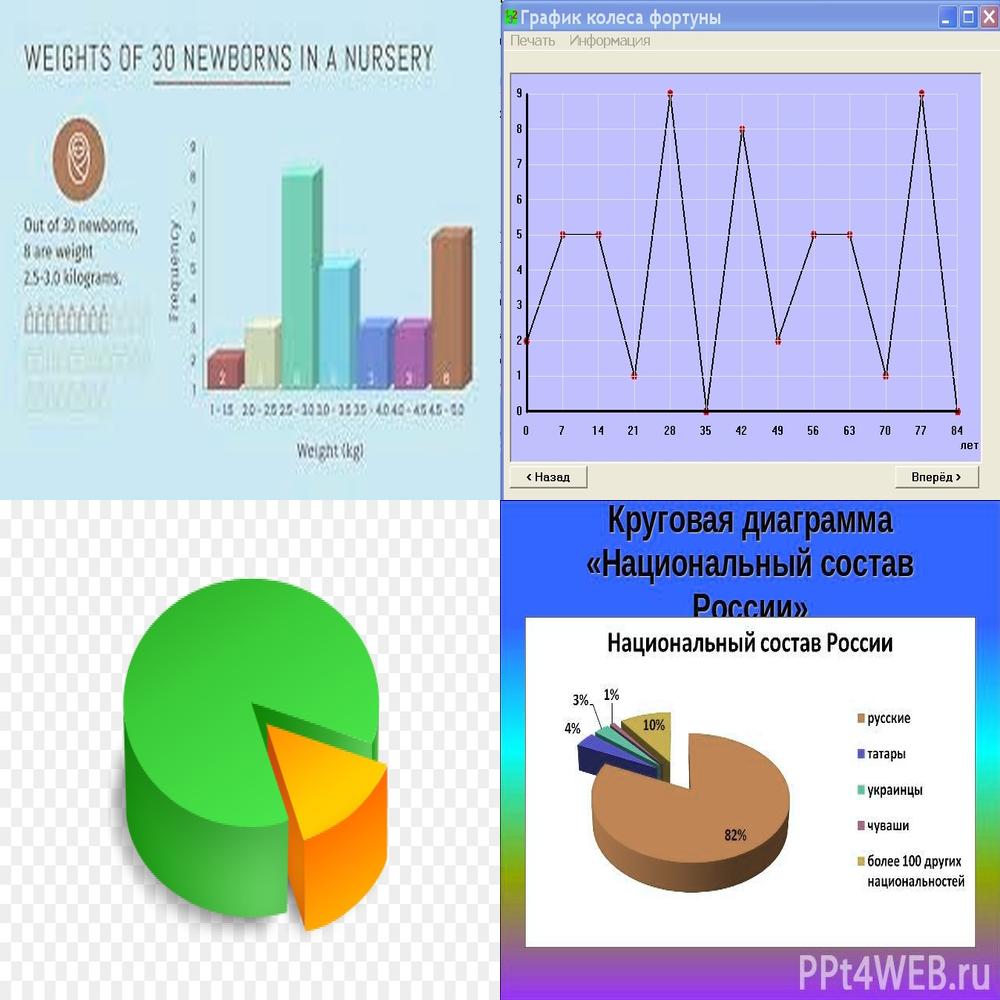 WEIGHTS OF 30 NEWBORNS IN A NURSERY
Out of 30 newborns,
8 are weight
2.5-3.0 kilograms.
Frequency
9
7
6
5
4
3
2
1
2
3
6
1 - 1.5 2.0 - 2.5 2.5 - 3.0 3.0 - 3.5 3.5 - 4.0 4.0 - 4.5 4.5 - 5.0
Weight (kg)
График колеса фортуны
Печать Информация
9
8
7
6
5
4
3
2
1
0
0 7 14 21 28 35 42 49 56 63 70 77 84
лет
< Назад
Вперёд >
Круговая диаграмма
«Национальный состав
России»
Национальный состав России
3% 1%
4%
10%
82%
русские
татары
украинцы
чуваши
более 100 других
национальностей
PPt4WEB.ru